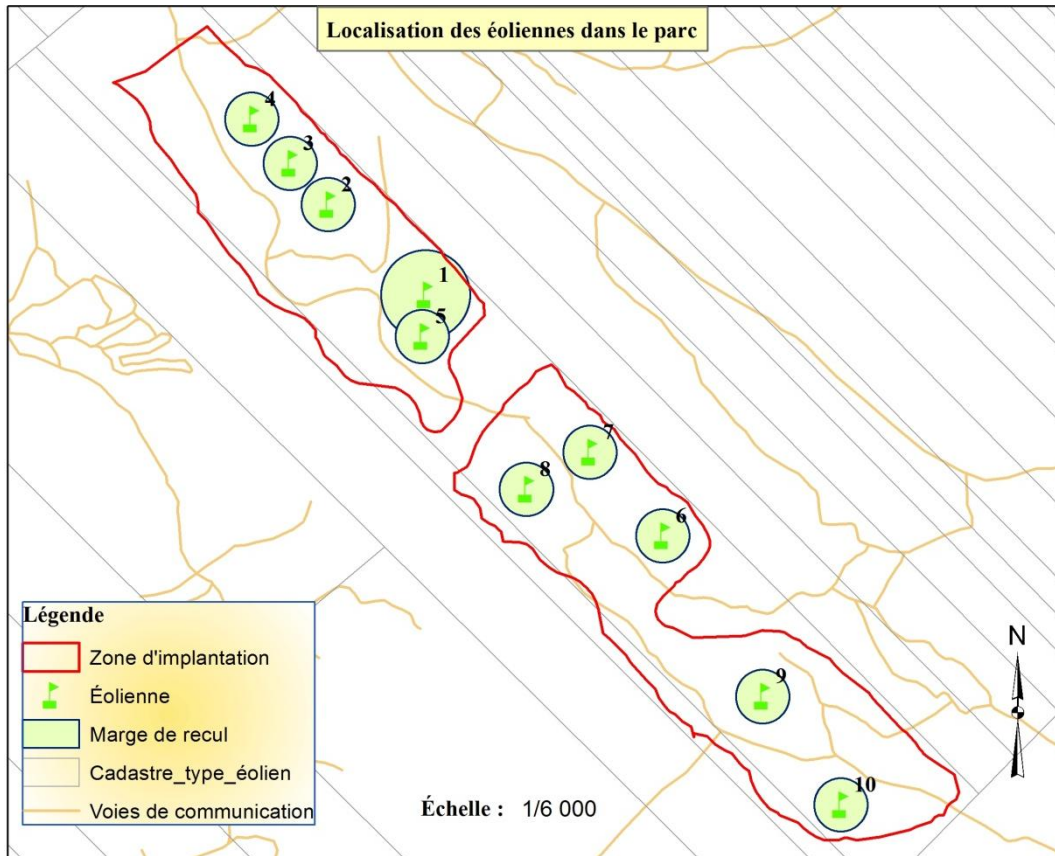 Localisation des éoliennes dans le parc
4
3
2
1
5
7
8
6
9
10
N
Légende
Zone d'implantation
Éolienne
Marge de recul
Cadastre_type_éolien
Voies de communication
Échelle : 1/6 000